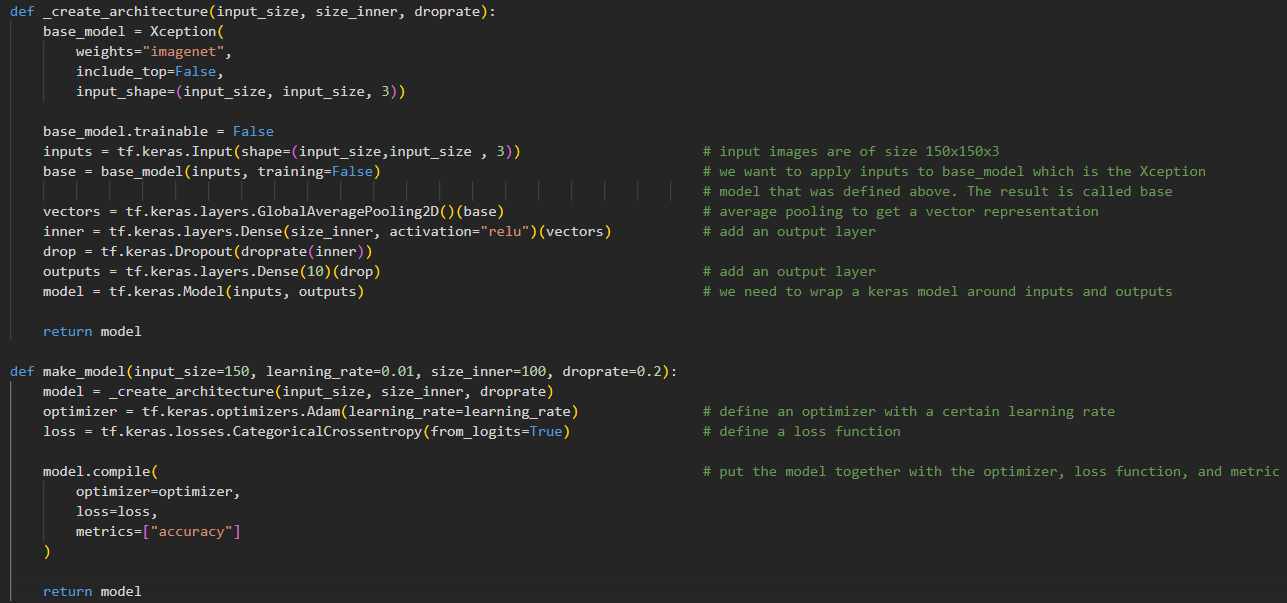 def _create_architecture(input_size, size_inner, droprate):
    base_model = Xception(
        weights="imagenet",
        include_top=False,
        input_shape=(input_size, input_size, 3))
    base_model.trainable = False
    inputs = tf.keras.Input(shape=(input_size,input_size , 3)) # input images are of size 150x150x3
    base = base_model(inputs, training=False) # we want to apply inputs to base_model which is the Xception
    # model that was defined above. The result is called base
    vectors = tf.keras.layers.GlobalAveragePooling2D()(base) # average pooling to get a vector representation
    inner = tf.keras.layers.Dense(size_inner, activation="relu")(vectors) # add an output layer
    drop = tf.keras.Dropout(droprate(inner))
    outputs = tf.keras.layers.Dense(10)(drop) # add an output layer
    model = tf.keras.Model(inputs, outputs) # we need to wrap a keras model around inputs and outputs
    return model
def make_model(input_size=150, learning_rate=0.01, size_inner=100, droprate=0.2):
    model = _create_architecture(input_size, size_inner, droprate)
    optimizer = tf.keras.optimizers.Adam(learning_rate=learning_rate) # define an optimizer with a certain learning rate
    loss = tf.keras.losses.CategoricalCrossentropy(from_logits=True) # define a loss function
    model.compile( # put the model together with the optimizer, loss function, and metric
        optimizer=optimizer,
        loss=loss,
        metrics=["accuracy"]
    )
    return model